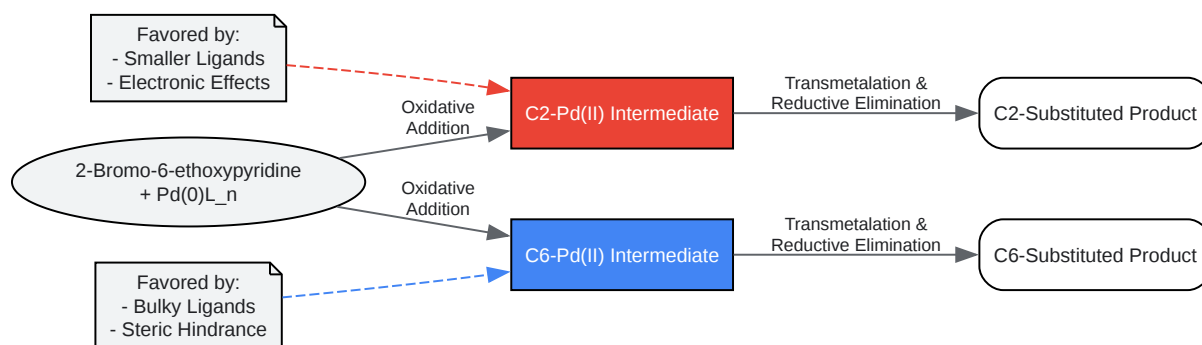 Favored by:
- Smaller Ligands
- Electronic Effects
Oxidative
Addition
C2-Pd(II) Intermediate
Transmetalation &
Reductive Elimination
C2-Substituted Product
2-Bromo-6-ethoxypyridine
+ Pd(0)L_n
Oxidative
Addition
C6-Pd(II) Intermediate
Transmetalation &
Reductive Elimination
C6-Substituted Product
Favored by:
- Bulky Ligands
- Steric Hindrance